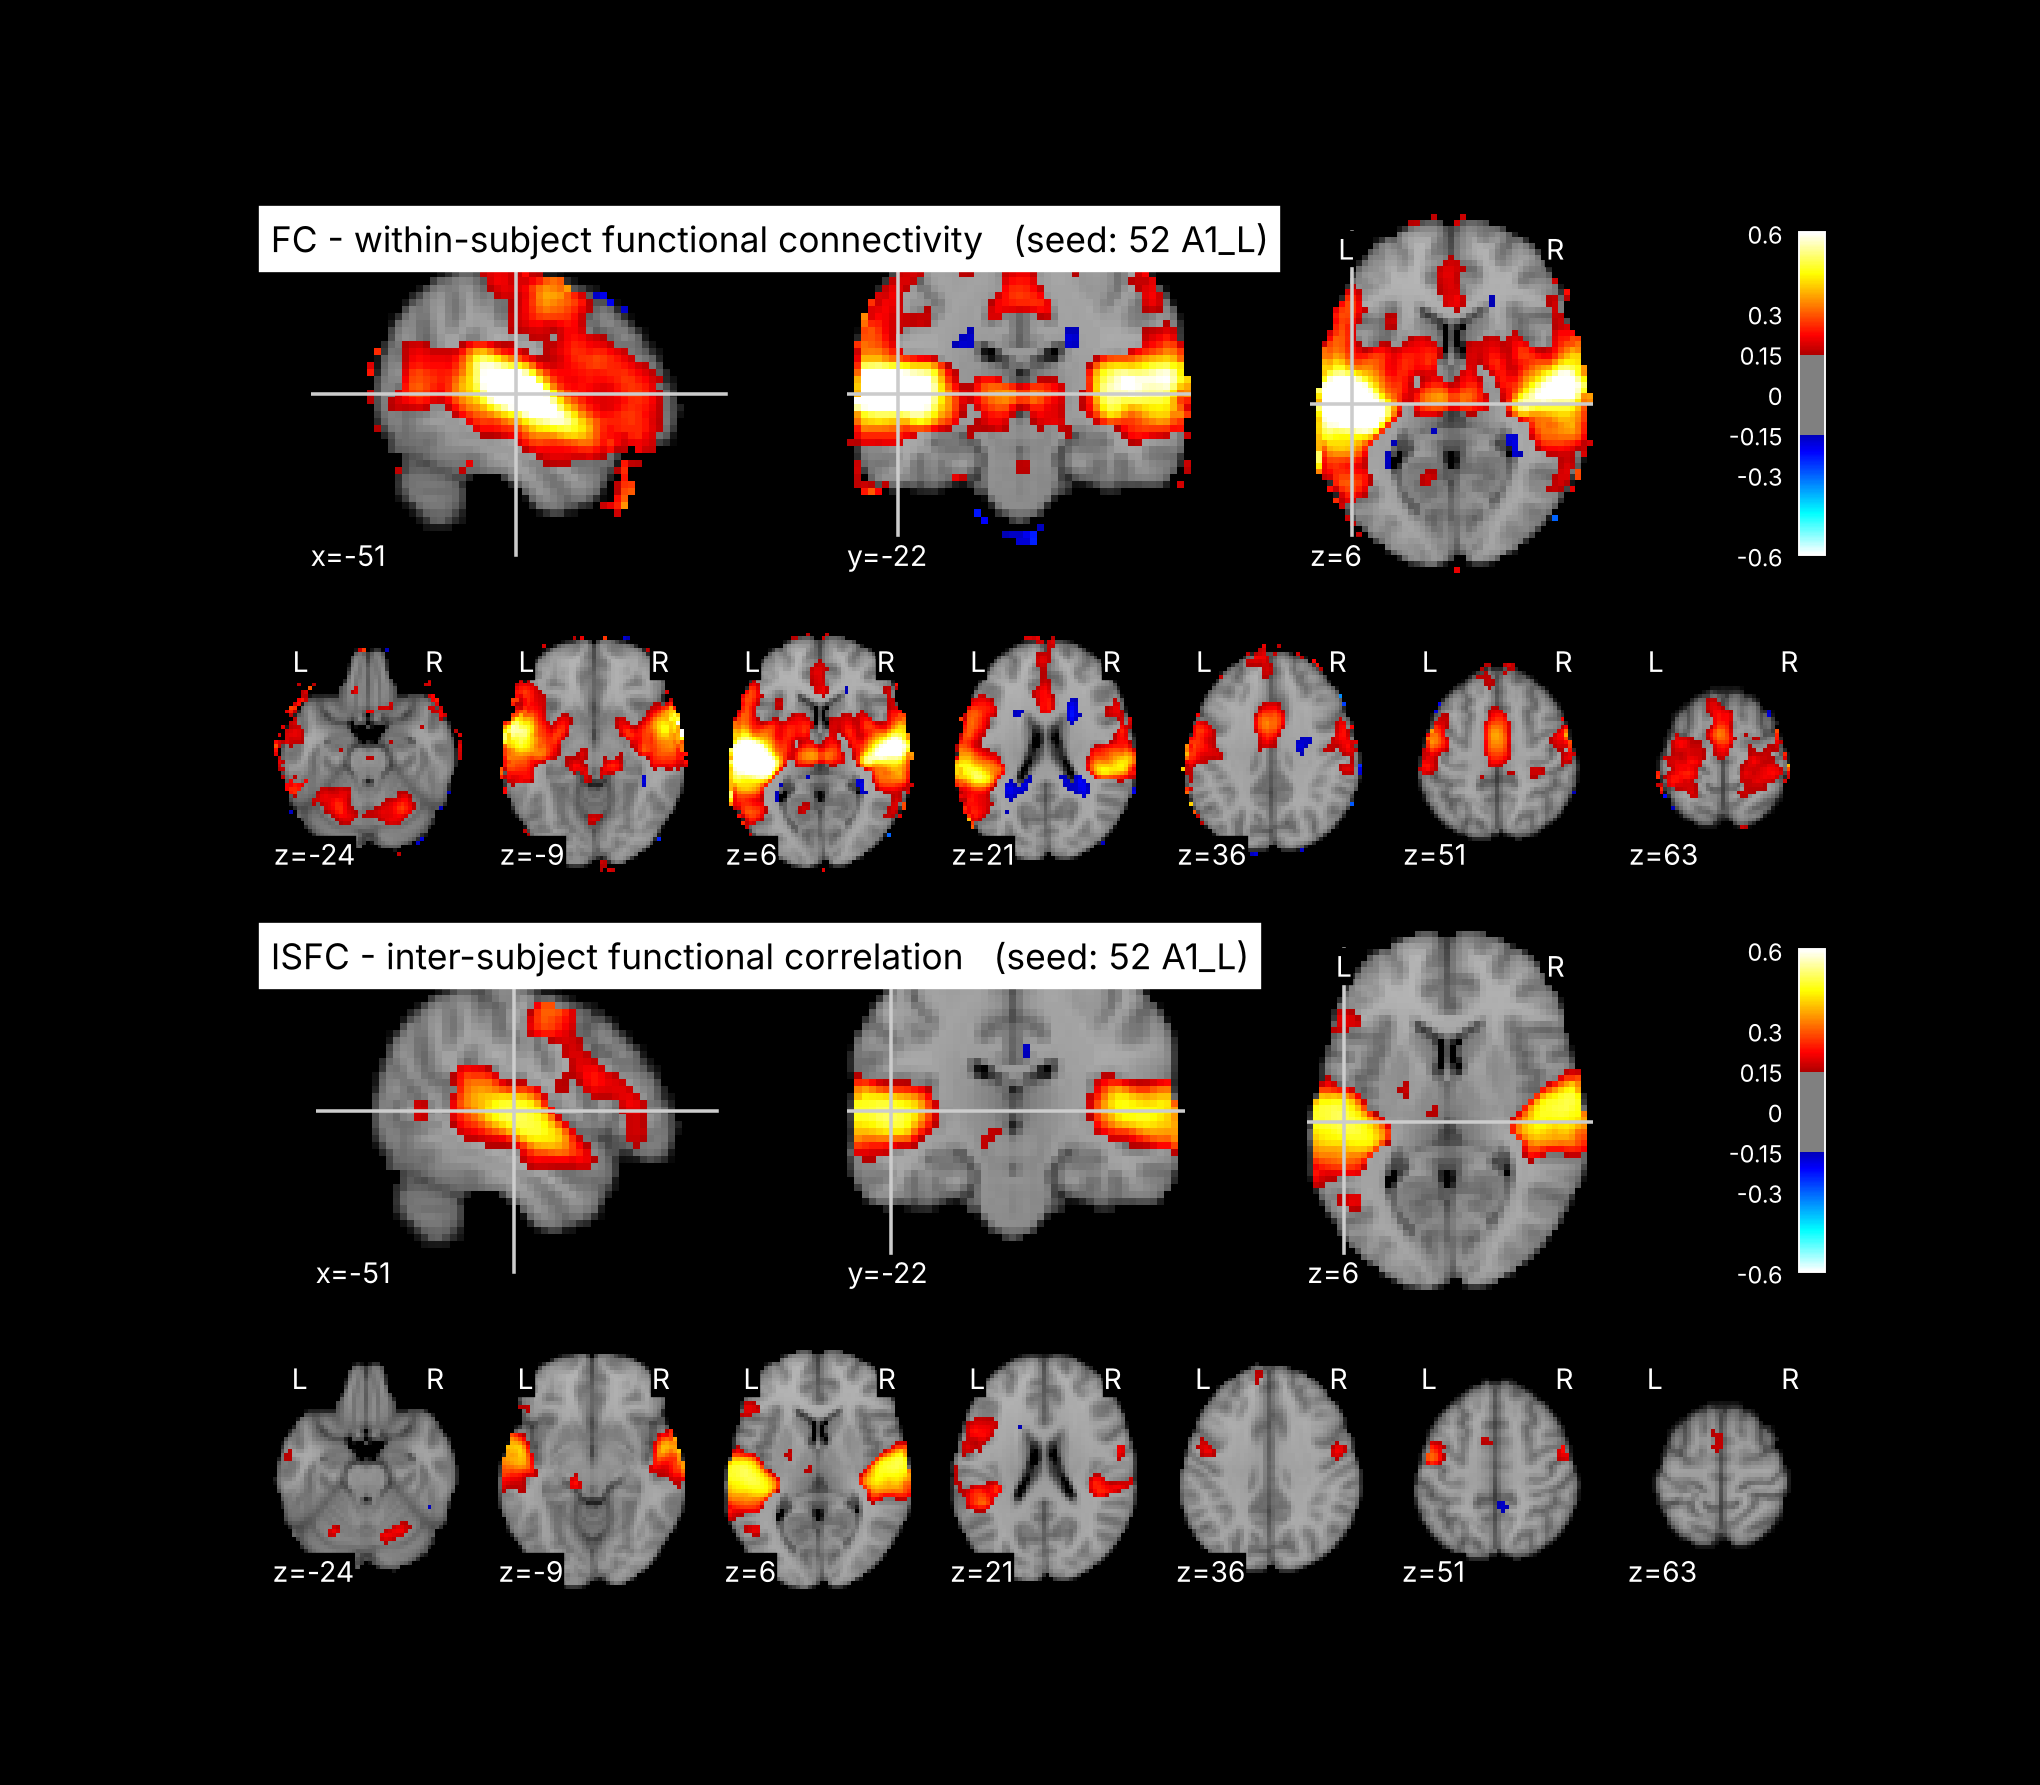 FC - within-subject functional connectivity (seed: 52 A1_L)
L R
0.6
0.3
0.15
0
-0.15
-0.3
-0.6
x=-51 y=-22 z=6
L R L R L R L R L R L R L R
z=-24 z=-9 z=6 z=21 z=36 z=51 z=63
ISFC - inter-subject functional correlation (seed: 52 A1_L)
L R
0.6
0.3
0.15
0
-0.15
-0.3
-0.6
x=-51 y=-22 z=6
L R L R L R L R L R L R L R
z=-24 z=-9 z=6 z=21 z=36 z=51 z=63